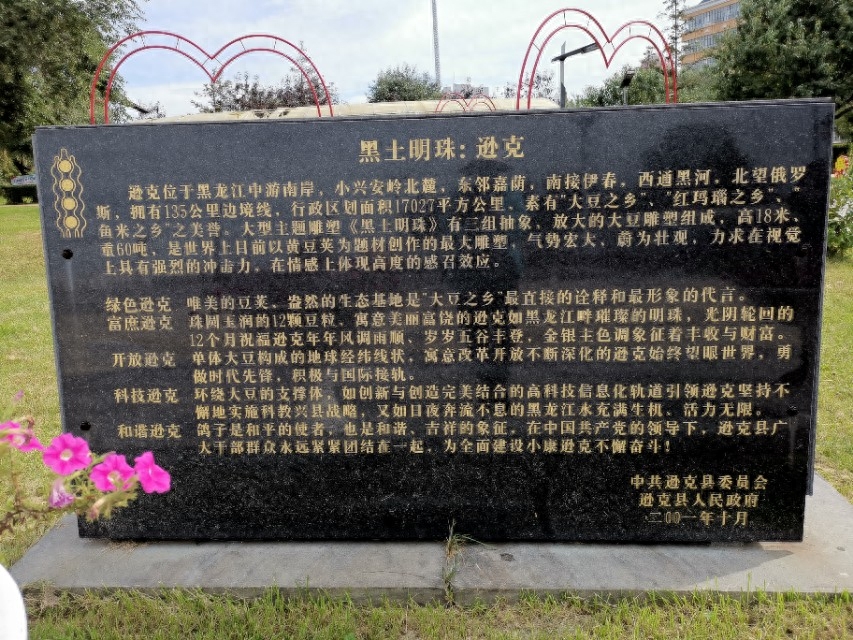 黑土明珠：逊克
逊克位于黑龙江中游南岸，小兴安岭北麓，东邻嘉荫，南接伊春，西通黑河，北望俄罗
斯，拥有135公里边境线，行政区划面积17027平方公里，素有“大豆之乡”、“红玛瑙之乡”、“
鱼米之乡”之美誉。大型主题雕塑《黑土明珠》有三组抽象、放大的大豆雕塑组成，高18米、
重60吨，是世界上目前以黄豆荚为题材创作的最大雕塑，气势宏大、蔚为壮观，力求在视觉
上具有强烈的冲击力，在情感上体现高度的感召效应。
绿色逊克 唯美的豆荚、盎然的生态基地是“大豆之乡”最直接的诠释和最形象的代言。
富庶逊克 珠圆玉润的12颗豆粒、寓意美丽富饶的逊克如黑龙江畔璀璨的明珠，光阴轮回的
12个月祝福逊克年年风调雨顺、岁岁五谷丰登，金银主色调象征着丰收与财富。
开放逊克 单体大豆构成的地球经纬线状，寓意改革开放不断深化的逊克始终望眼世界，勇
做时代先锋，积极与国际接轨。
科技逊克 环绕大豆的支撑体，如创新与创造完美结合的高科技信息化轨道引领逊克坚持不
懈地实施科教兴县战略，又如日夜奔流不息的黑龙江水充满生机、活力无限。
和谐逊克 鸽子是和平的使者，也是和谐、吉祥的象征，在中国共产党的领导下，逊克县广
大干部群众永远紧紧团结在一起，为全面建设小康逊克不懈奋斗！
中共逊克县委员会
逊克县人民政府
二00一年十月